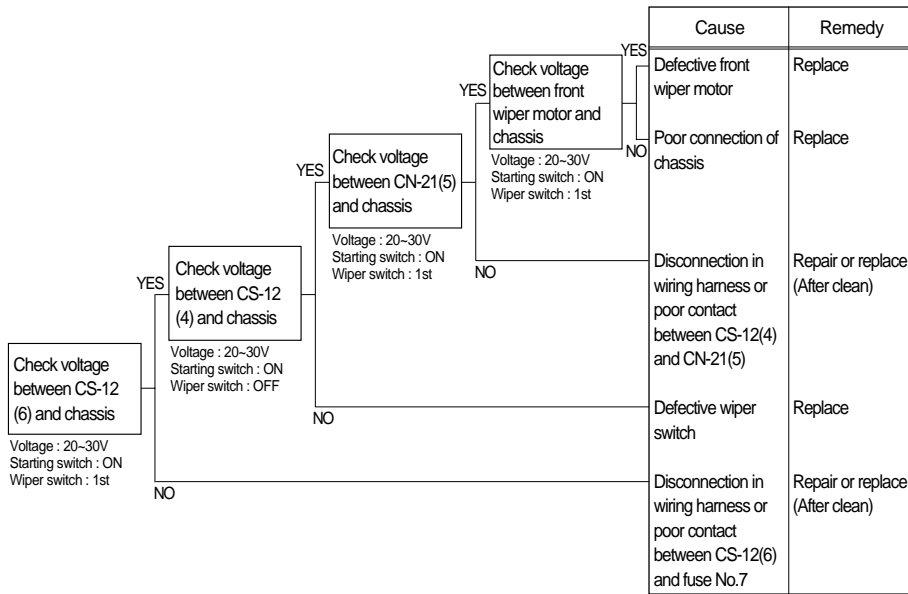 Cause
Remedy
YES
Defective front
wiper motor
Replace
NO
Poor connection of
chassis
Replace
YES
Check voltage
between front
wiper motor and
chassis
Voltage : 20~30V
Starting switch : ON
Wiper switch : 1st
YES
Check voltage
between CN-21(5)
and chassis
Voltage : 20~30V
Starting switch : ON
Wiper switch : 1st
NO
Disconnection in
wiring harness or
poor contact
between CS-12(4)
and CN-21(5)
Repair or replace
(After clean)
YES
Check voltage
between CS-12
(4) and chassis
Voltage : 20~30V
Starting switch : ON
Wiper switch : OFF
NO
Defective wiper
switch
Replace
Check voltage
between CS-12
(6) and chassis
Voltage : 20~30V
Starting switch : ON
Wiper switch : 1st
NO
Disconnection in
wiring harness or
poor contact
between CS-12(6)
and fuse No.7
Repair or replace
(After clean)